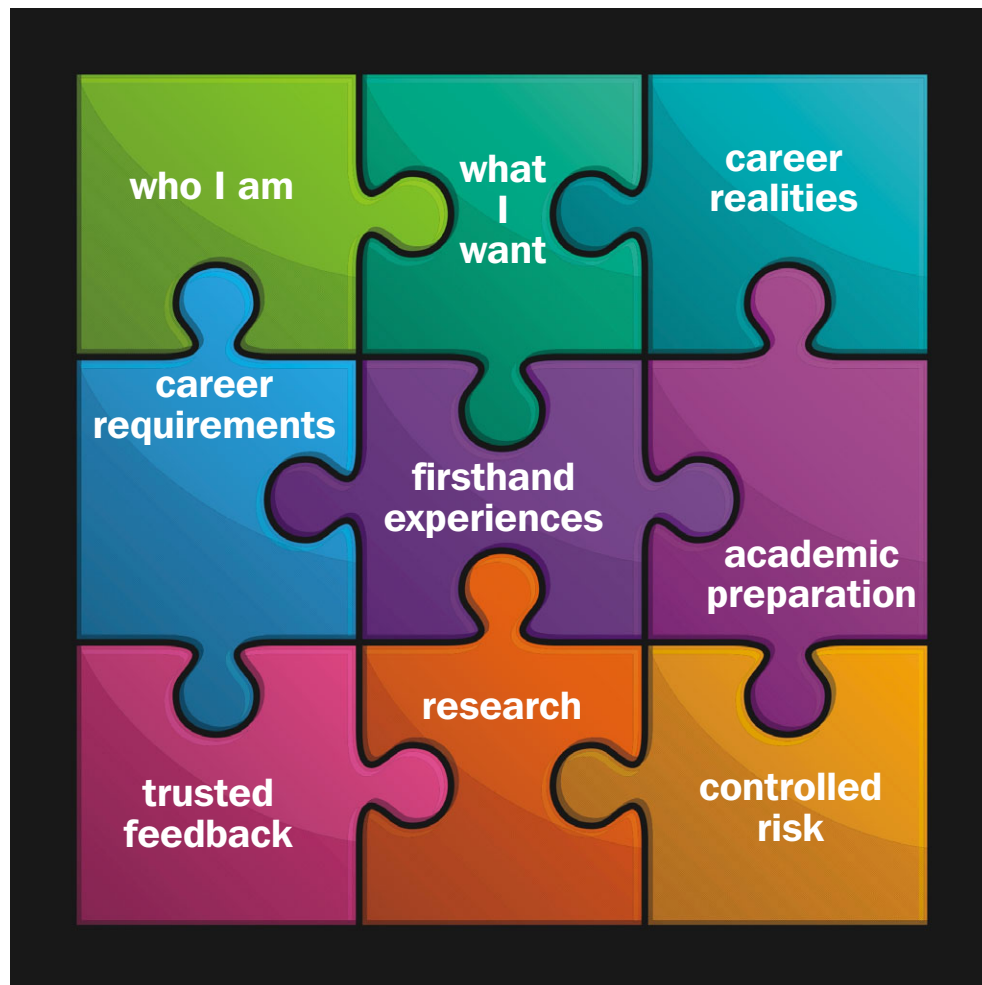 who I am
what
I
want
career
realities
career
requirements
firsthand
experiences
academic
preparation
research
trusted
feedback
controlled
risk